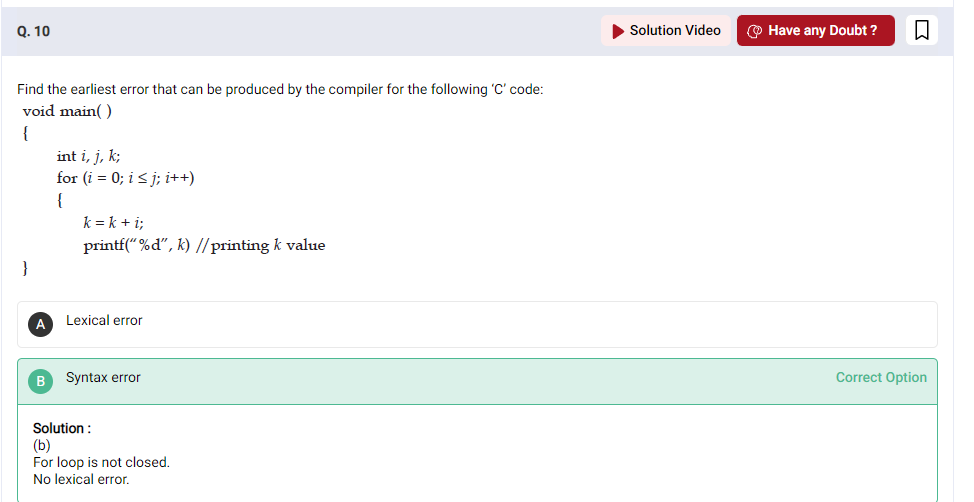 Q. 10
Solution Video
Have any Doubt ?
Find the earliest error that can be produced by the compiler for the following ‘C’ code:
void main( )
{
int i, j, k;
for (i = 0; i ≤ j; i++)
{
k = k + i;
printf(“%d”, k) //printing k value
}
A
Lexical error
B
Syntax error
Correct Option
Solution :
(b)
For loop is not closed.
No lexical error.